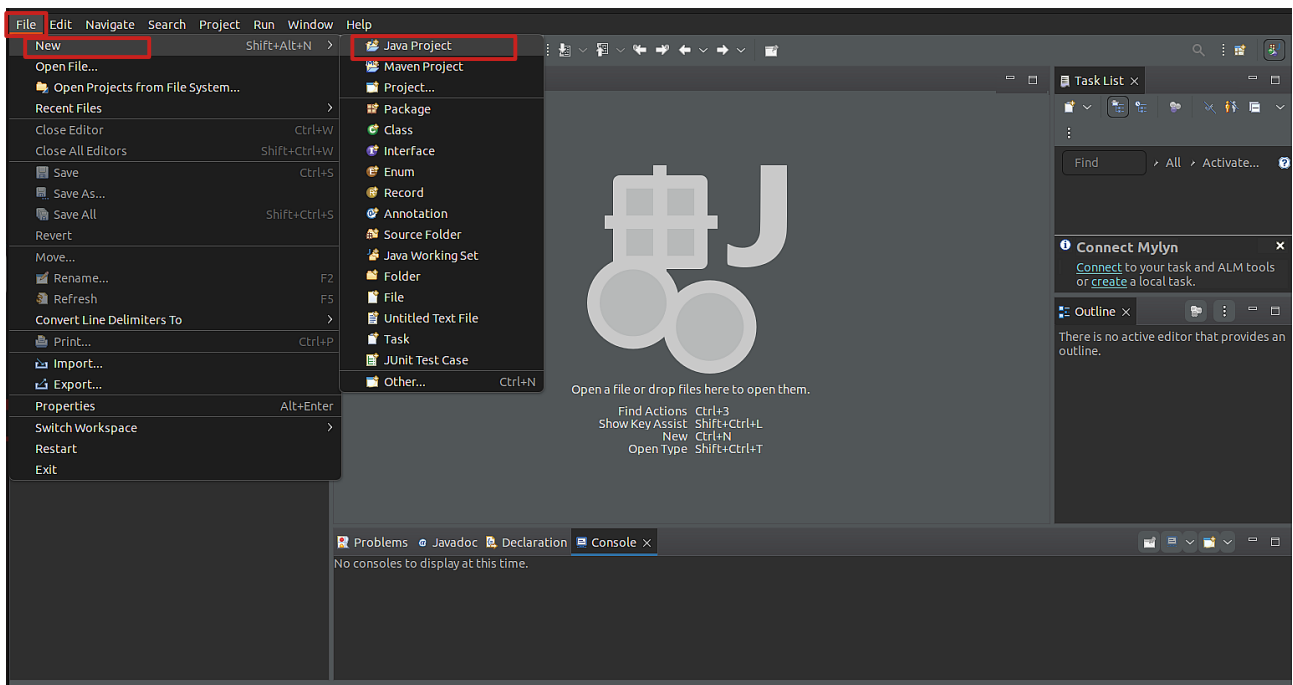 File Edit Navigate Search Project Run Window Help
New Shift+Alt+N
Open File...
Open Projects from File System...
Recent Files
Close Editor Ctrl+W
Close All Editors Shift+Ctrl+W
Save Ctrl+S
Save As...
Save All Shift+Ctrl+S
Revert
Move...
Rename... F2
Refresh F5
Convert Line Delimiters To
Print... Ctrl+P
Import...
Export...
Properties Alt+Enter
Switch Workspace
Restart
Exit
Java Project
Maven Project
Project...
Package
Class
Interface
Enum
Record
Annotation
Source Folder
Java Working Set
Folder
File
Untitled Text File
Task
JUnit Test Case
Other... Ctrl+N
J
Open a file or drop files here to open them.
Find Actions Ctrl+3
Show Key Assist Shift+Ctrl+L
New Ctrl+N
Open Type Shift+Ctrl+T
Task List
Find All Activate...
Connect Mylyn
Connect to your task and ALM tools
or create a local task.
Outline
There is no active editor that provides an
outline.
Problems Javadoc Declaration Console
No consoles to display at this time.